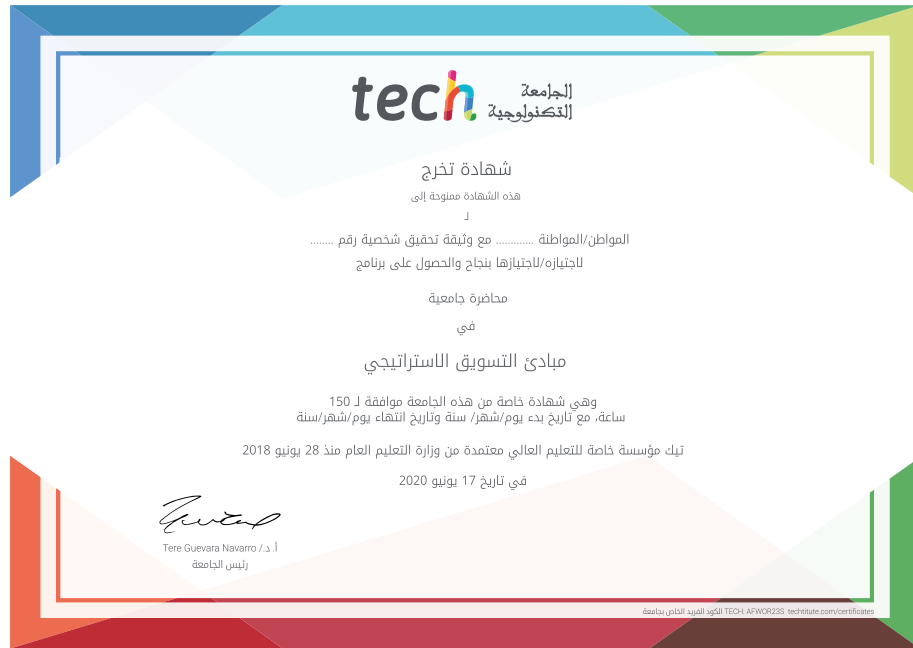 tech الجامعة
التكنولوجية
شهادة تخرج
هذه الشهادة ممنوحة إلى
لـ
المواطن/المواطنة ............. مع وثيقة تحقيق شخصية رقم ........
لاجتيازه/لاجتيازها بنجاح والحصول على برنامج
محاضرة جامعية
في
مبادئ التسويق الاستراتيجي
وهي شهادة خاصة من هذه الجامعة موافقة لـ 150
ساعة، مع تاريخ بدء يوم/شهر/ سنة وتاريخ انتهاء يوم/شهر/سنة
تيك مؤسسة خاصة للتعليم العالي معتمدة من وزارة التعليم العام منذ 28 يونيو 2018
في تاريخ 17 يونيو 2020
أ. د./ Tere Guevara Navarro
رئيس الجامعة
الكود الفريد الخاص بجامعة TECH: AFWOR23S techtitute.com/certificates